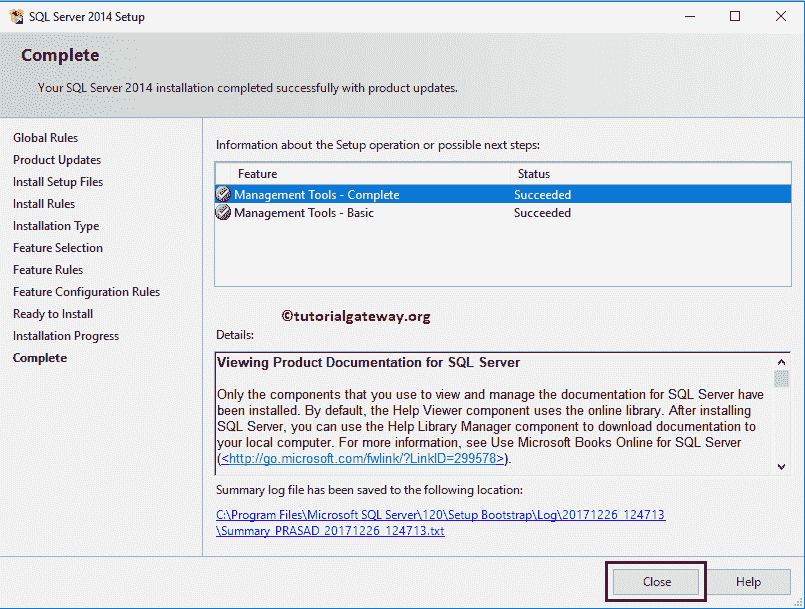 SQL Server 2014 Setup
Complete
Your SQL Server 2014 installation completed successfully with product updates.
Global Rules
Product Updates
Install Setup Files
Install Rules
Installation Type
Feature Selection
Feature Rules
Feature Configuration Rules
Ready to Install
Installation Progress
Complete
Information about the Setup operation or possible next steps:
Feature Status
Management Tools - Complete Succeeded
Management Tools - Basic Succeeded
©tutorialgateway.org
Details:
Viewing Product Documentation for SQL Server
Only the components that you use to view and manage the documentation for SQL Server have
been installed. By default, the Help Viewer component uses the online library. After installing
SQL Server, you can use the Help Library Manager component to download documentation to
your local computer. For more information, see Use Microsoft Books Online for SQL Server
(<http://go.microsoft.com/fwlink/?LinkID=299578>).
Summary log file has been saved to the following location:
C:\Program Files\Microsoft SQL Server\120\Setup Bootstrap\Log\20171226_124713
\Summary_PRASAD_20171226_124713.txt
Close Help